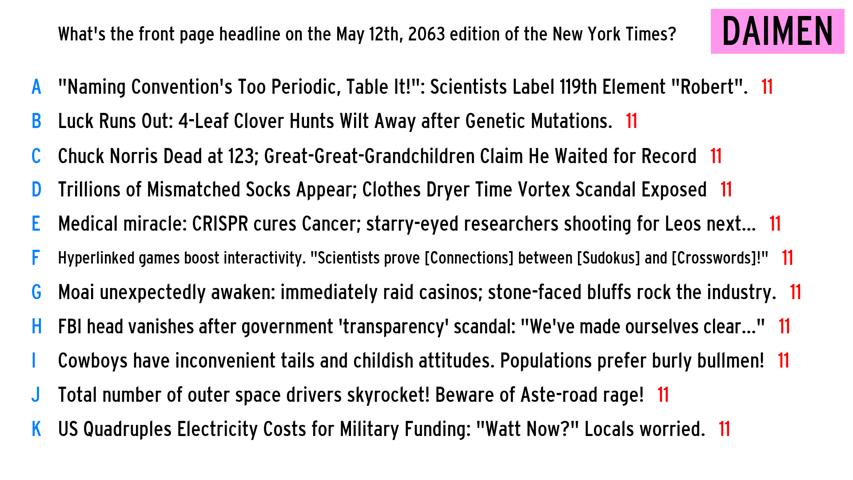 What's the front page headline on the May 12th, 2063 edition of the New York Times?
DAIMEN
A "Naming Convention's Too Periodic, Table It!": Scientists Label 119th Element "Robert". 11
B Luck Runs Out: 4-Leaf Clover Hunts Wilt Away after Genetic Mutations. 11
C Chuck Norris Dead at 123; Great-Great-Grandchildren Claim He Waited for Record 11
D Trillions of Mismatched Socks Appear; Clothes Dryer Time Vortex Scandal Exposed 11
E Medical miracle: CRISPR cures Cancer; starry-eyed researchers shooting for Leos next... 11
F Hyperlinked games boost interactivity. "Scientists prove [Connections] between [Sudokus] and [Crosswords]!" 11
G Moai unexpectedly awaken: immediately raid casinos; stone-faced bluffs rock the industry. 11
H FBI head vanishes after government 'transparency' scandal: "We've made ourselves clear..." 11
I Cowboys have inconvenient tails and childish attitudes. Populations prefer burly bullmen! 11
J Total number of outer space drivers skyrocket! Beware of Aste-road rage! 11
K US Quadruples Electricity Costs for Military Funding: "Watt Now?" Locals worried. 11